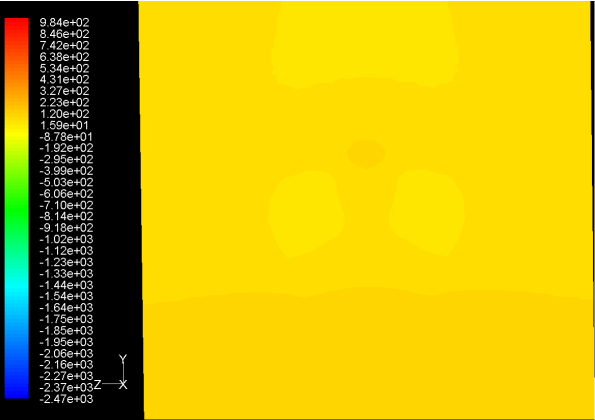 9.84e+02
8.46e+02
7.42e+02
6.38e+02
5.34e+02
4.31e+02
3.27e+02
2.23e+02
1.20e+02
1.59e+01
-8.78e+01
-1.92e+02
-2.95e+02
-3.99e+02
-5.03e+02
-6.06e+02
-7.10e+02
-8.14e+02
-9.18e+02
-1.02e+03
-1.12e+03
-1.23e+03
-1.33e+03
-1.44e+03
-1.54e+03
-1.64e+03
-1.75e+03
-1.85e+03
-1.95e+03
-2.06e+03
-2.16e+03
-2.27e+03
-2.37e+03
-2.47e+03
Y
Z X